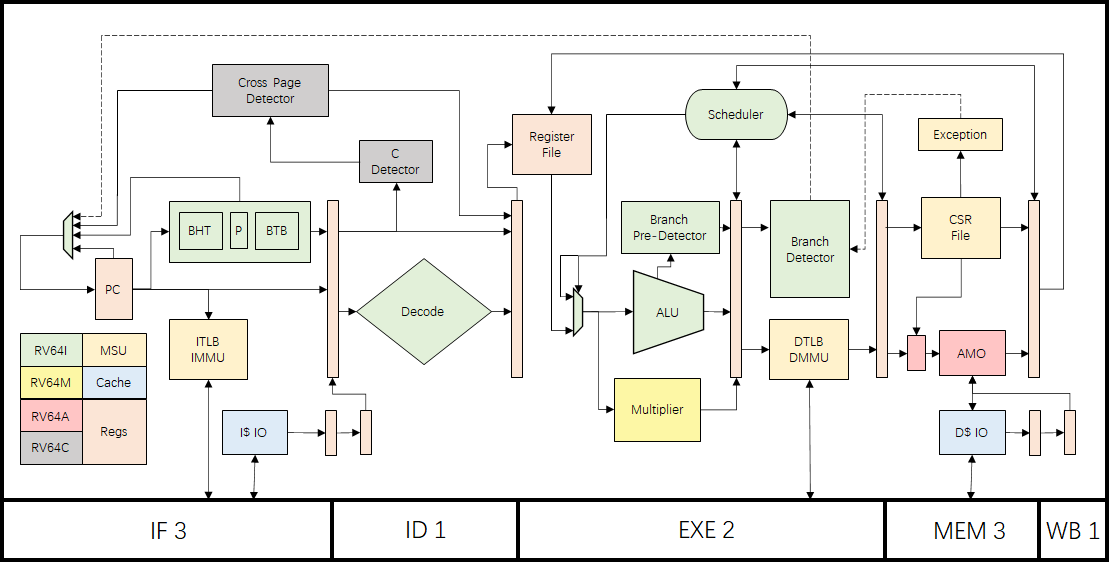 Cross Page
Detector
C
Detector
Register
File
Scheduler
Exception
BHT
P
BTB
Branch
Pre-Detector
Branch
Detector
CSR
File
PC
Decode
ALU
ITLB
IMMU
DTLB
DMMU
AMO
RV64I
MSU
RV64M
Cache
RV64A
Regs
RV64C
I$ IO
Multiplier
D$ IO
IF 3
ID 1
EXE 2
MEM 3
WB 1